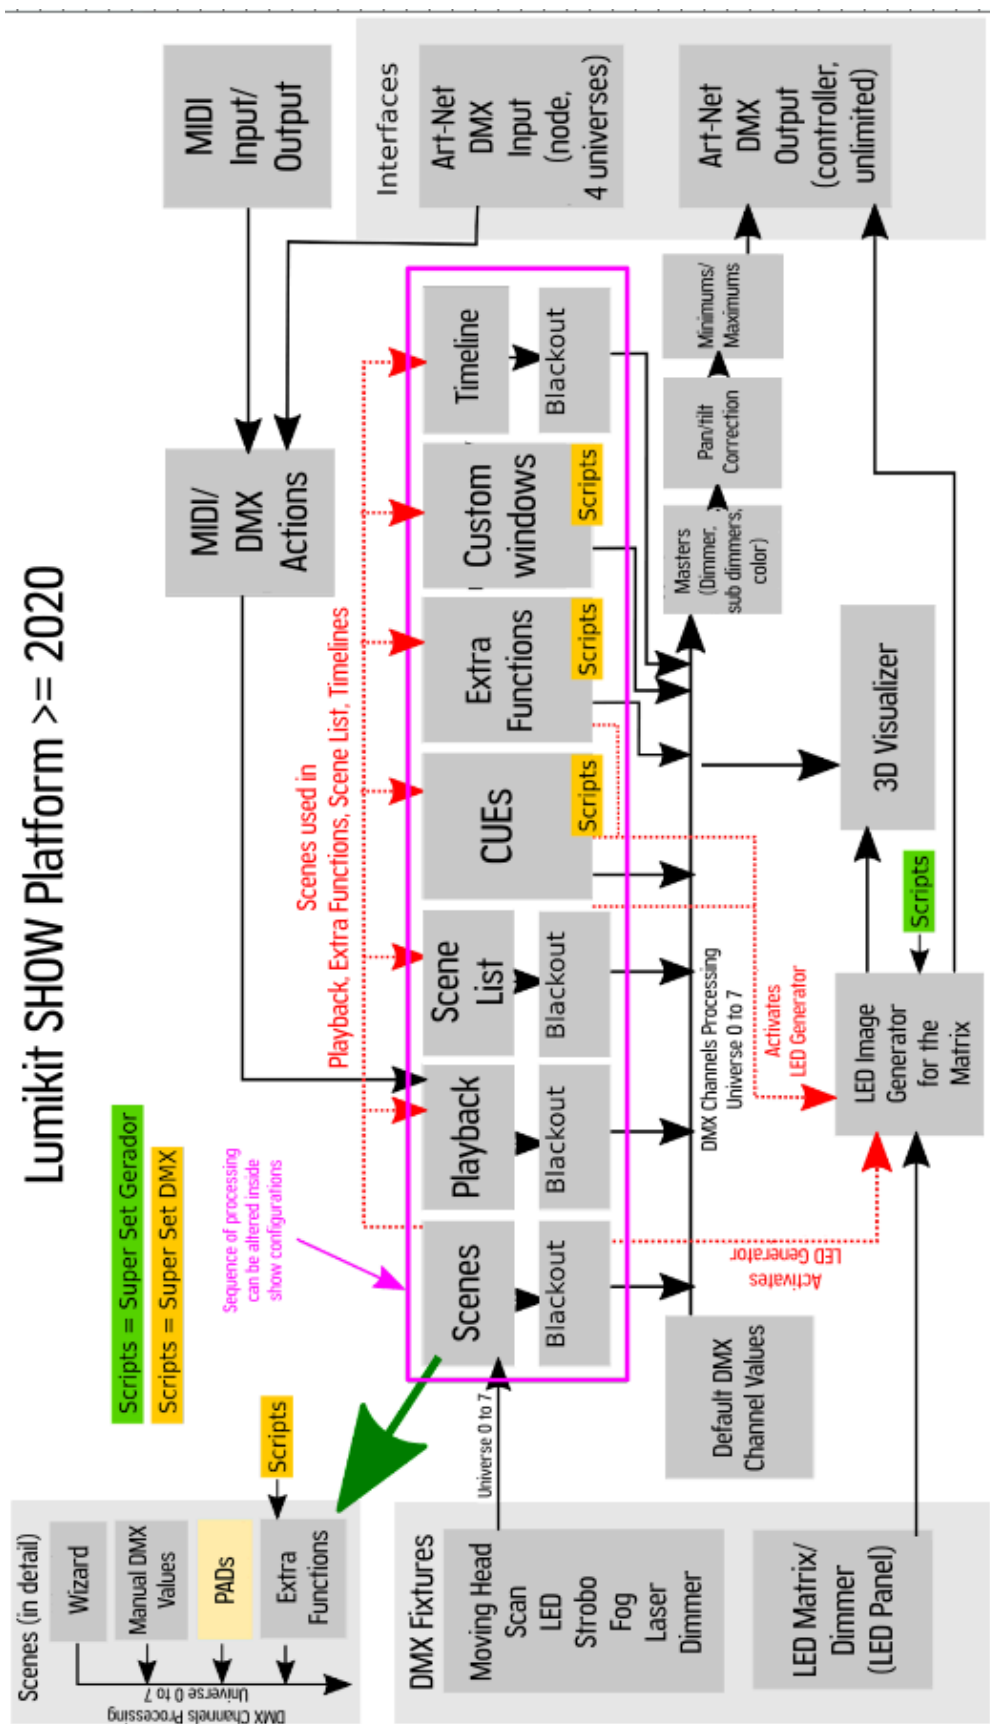 Lumikit SHOW Platform >= 2020
Scenes (in detail)
Wizard
Manual DMX
Values
PADs
Extra
Functions
Scripts
DMX Channels Processing
Universe 0 to 7
Scripts = Super Set Gerador
Scripts = Super Set DMX
Sequence of processing
can be altered inside
show configurations
Scenes used in
Playback, Extra Functions, Scene List, Timelines
MIDI/
DMX
Actions
MIDI
Input/
Output
Interfaces
Art-Net
DMX
Input
(node,
4 universes)
Art-Net
DMX
Output
(controller,
unlimited)
DMX Fixtures
Moving Head
Scan
LED
Strobo
Fog
Laser
Dimmer
Universe 0 to 7
Scenes
Blackout
Playback
Blackout
Scene
List
Blackout
CUEs
Scripts
Extra
Functions
Scripts
Custom
windows
Scripts
Timeline
Blackout
Default DMX
Channel Values
DMX Channels Processing
Universe 0 to 7
Masters
(Dimmer,
sub dimmers,
color)
Pan/tilt
Correction
Minimums/
Maximums
Activates
LED Generator
Activates
LED Generator
LED Matrix/
Dimmer
(LED Panel)
LED Image
Generator
for the
Matrix
Scripts
3D Visualizer